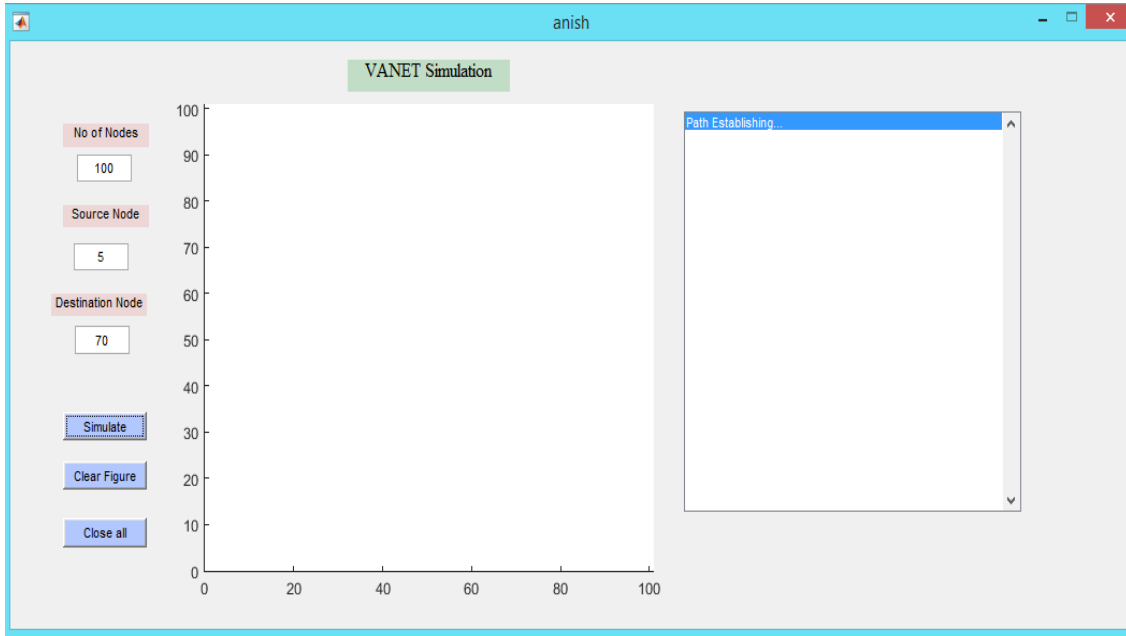 anish
VANET Simulation
No of Nodes
100
Source Node
5
Destination Node
70
Simulate
Clear Figure
Close all
100
90
80
70
60
50
40
30
20
10
0
0 20 40 60 80 100
Path Establishing...